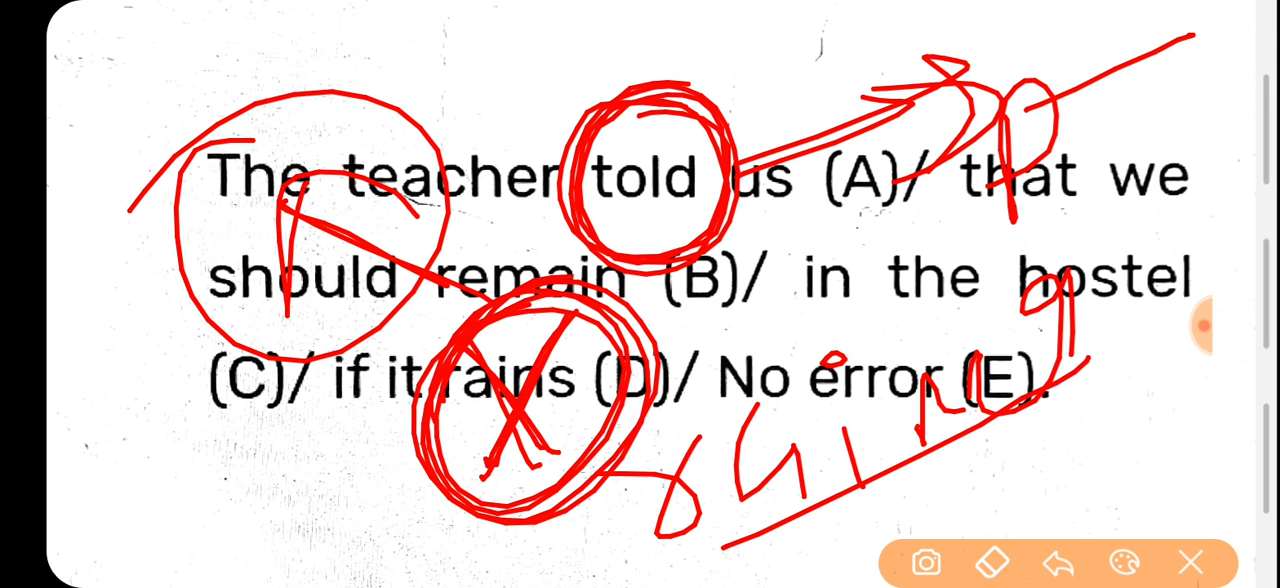 The teacher told us (A)/ that we
should remain (B)/ in the hostel
(C)/ if it rains (D)/ No error (E).